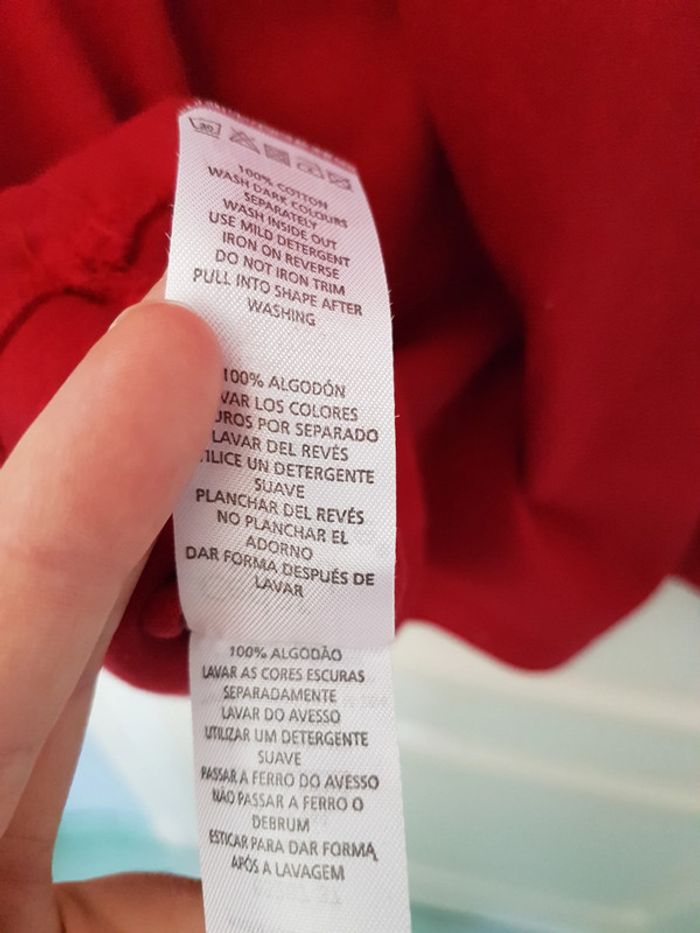 100% COTTON
WASH DARK COLOURS
SEPARATELY
WASH INSIDE OUT
USE MILD DETERGENT
IRON ON REVERSE
DO NOT IRON TRIM
PULL INTO SHAPE AFTER
WASHING
100% ALGODÓN
VAR LOS COLORES
UROS POR SEPARADO
LAVAR DEL REVÉS
ILICE UN DETERGENTE
SUAVE
PLANCHAR DEL REVÉS
NO PLANCHAR EL
ADORNO
DAR FORMA DESPUÉS DE
LAVAR
100% ALGODÃO
LAVAR AS CORES ESCURAS
SEPARADAMENTE
LAVAR DO AVESSO
UTILIZAR UM DETERGENTE
SUAVE
PASSAR A FERRO DO AVESSO
NÃO PASSAR A FERRO O
DEBRUM
ESTICAR PARA DAR FORMA
APÓS A LAVAGEM